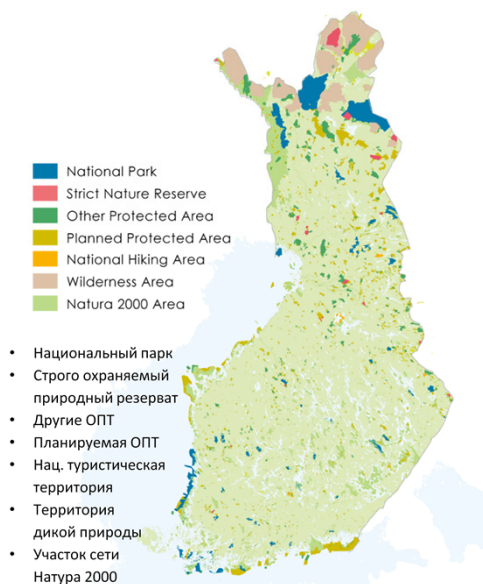 National Park
Strict Nature Reserve
Other Protected Area
Planned Protected Area
National Hiking Area
Wilderness Area
Natura 2000 Area
• Национальный парк
• Строго охраняемый
природный резерват
• Другие ОПТ
• Планируемая ОПТ
• Нац. туристическая
территория
• Территория
дикой природы
• Участок сети
Натура 2000